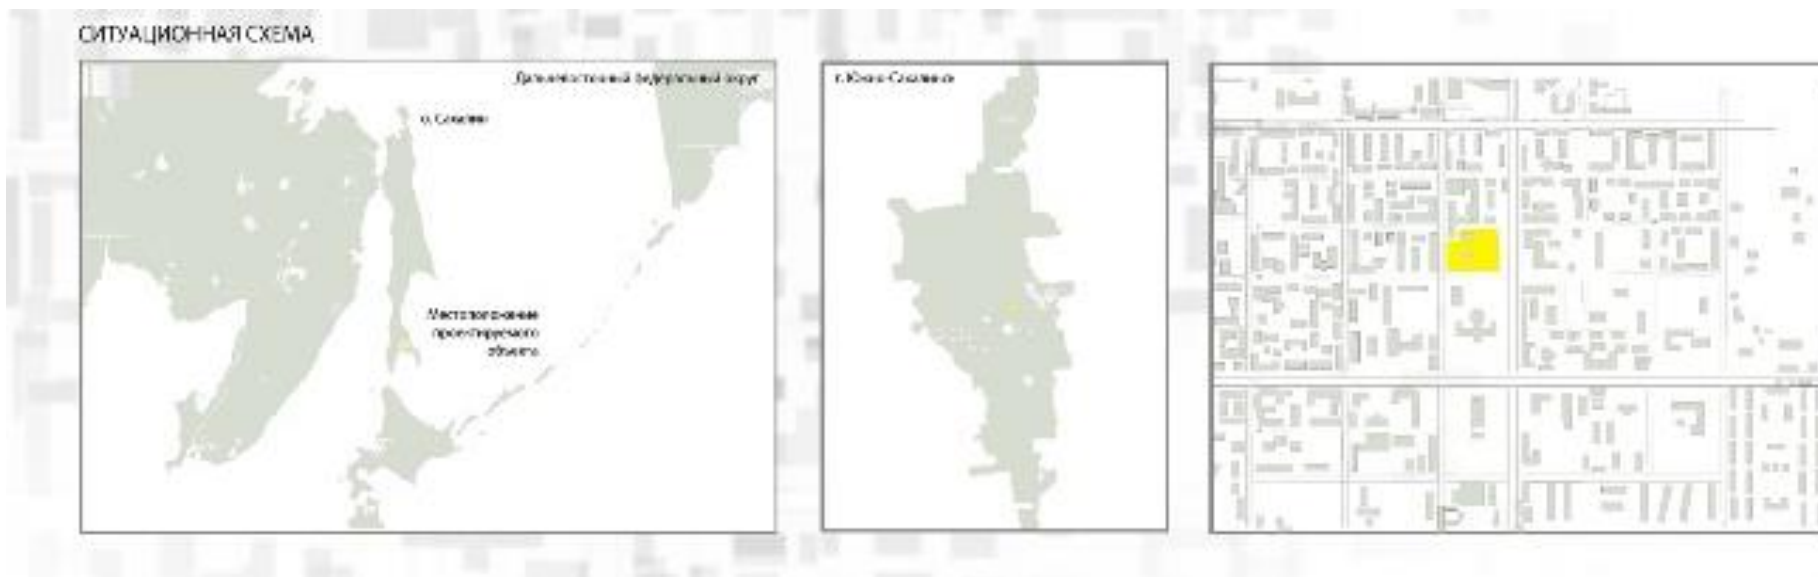 СИТУАЦИОННАЯ СХЕМА
Дальневосточный федеральный округ
о. Сахалин
Местоположение
проектируемого
объекта
г. Южно-Сахалинск